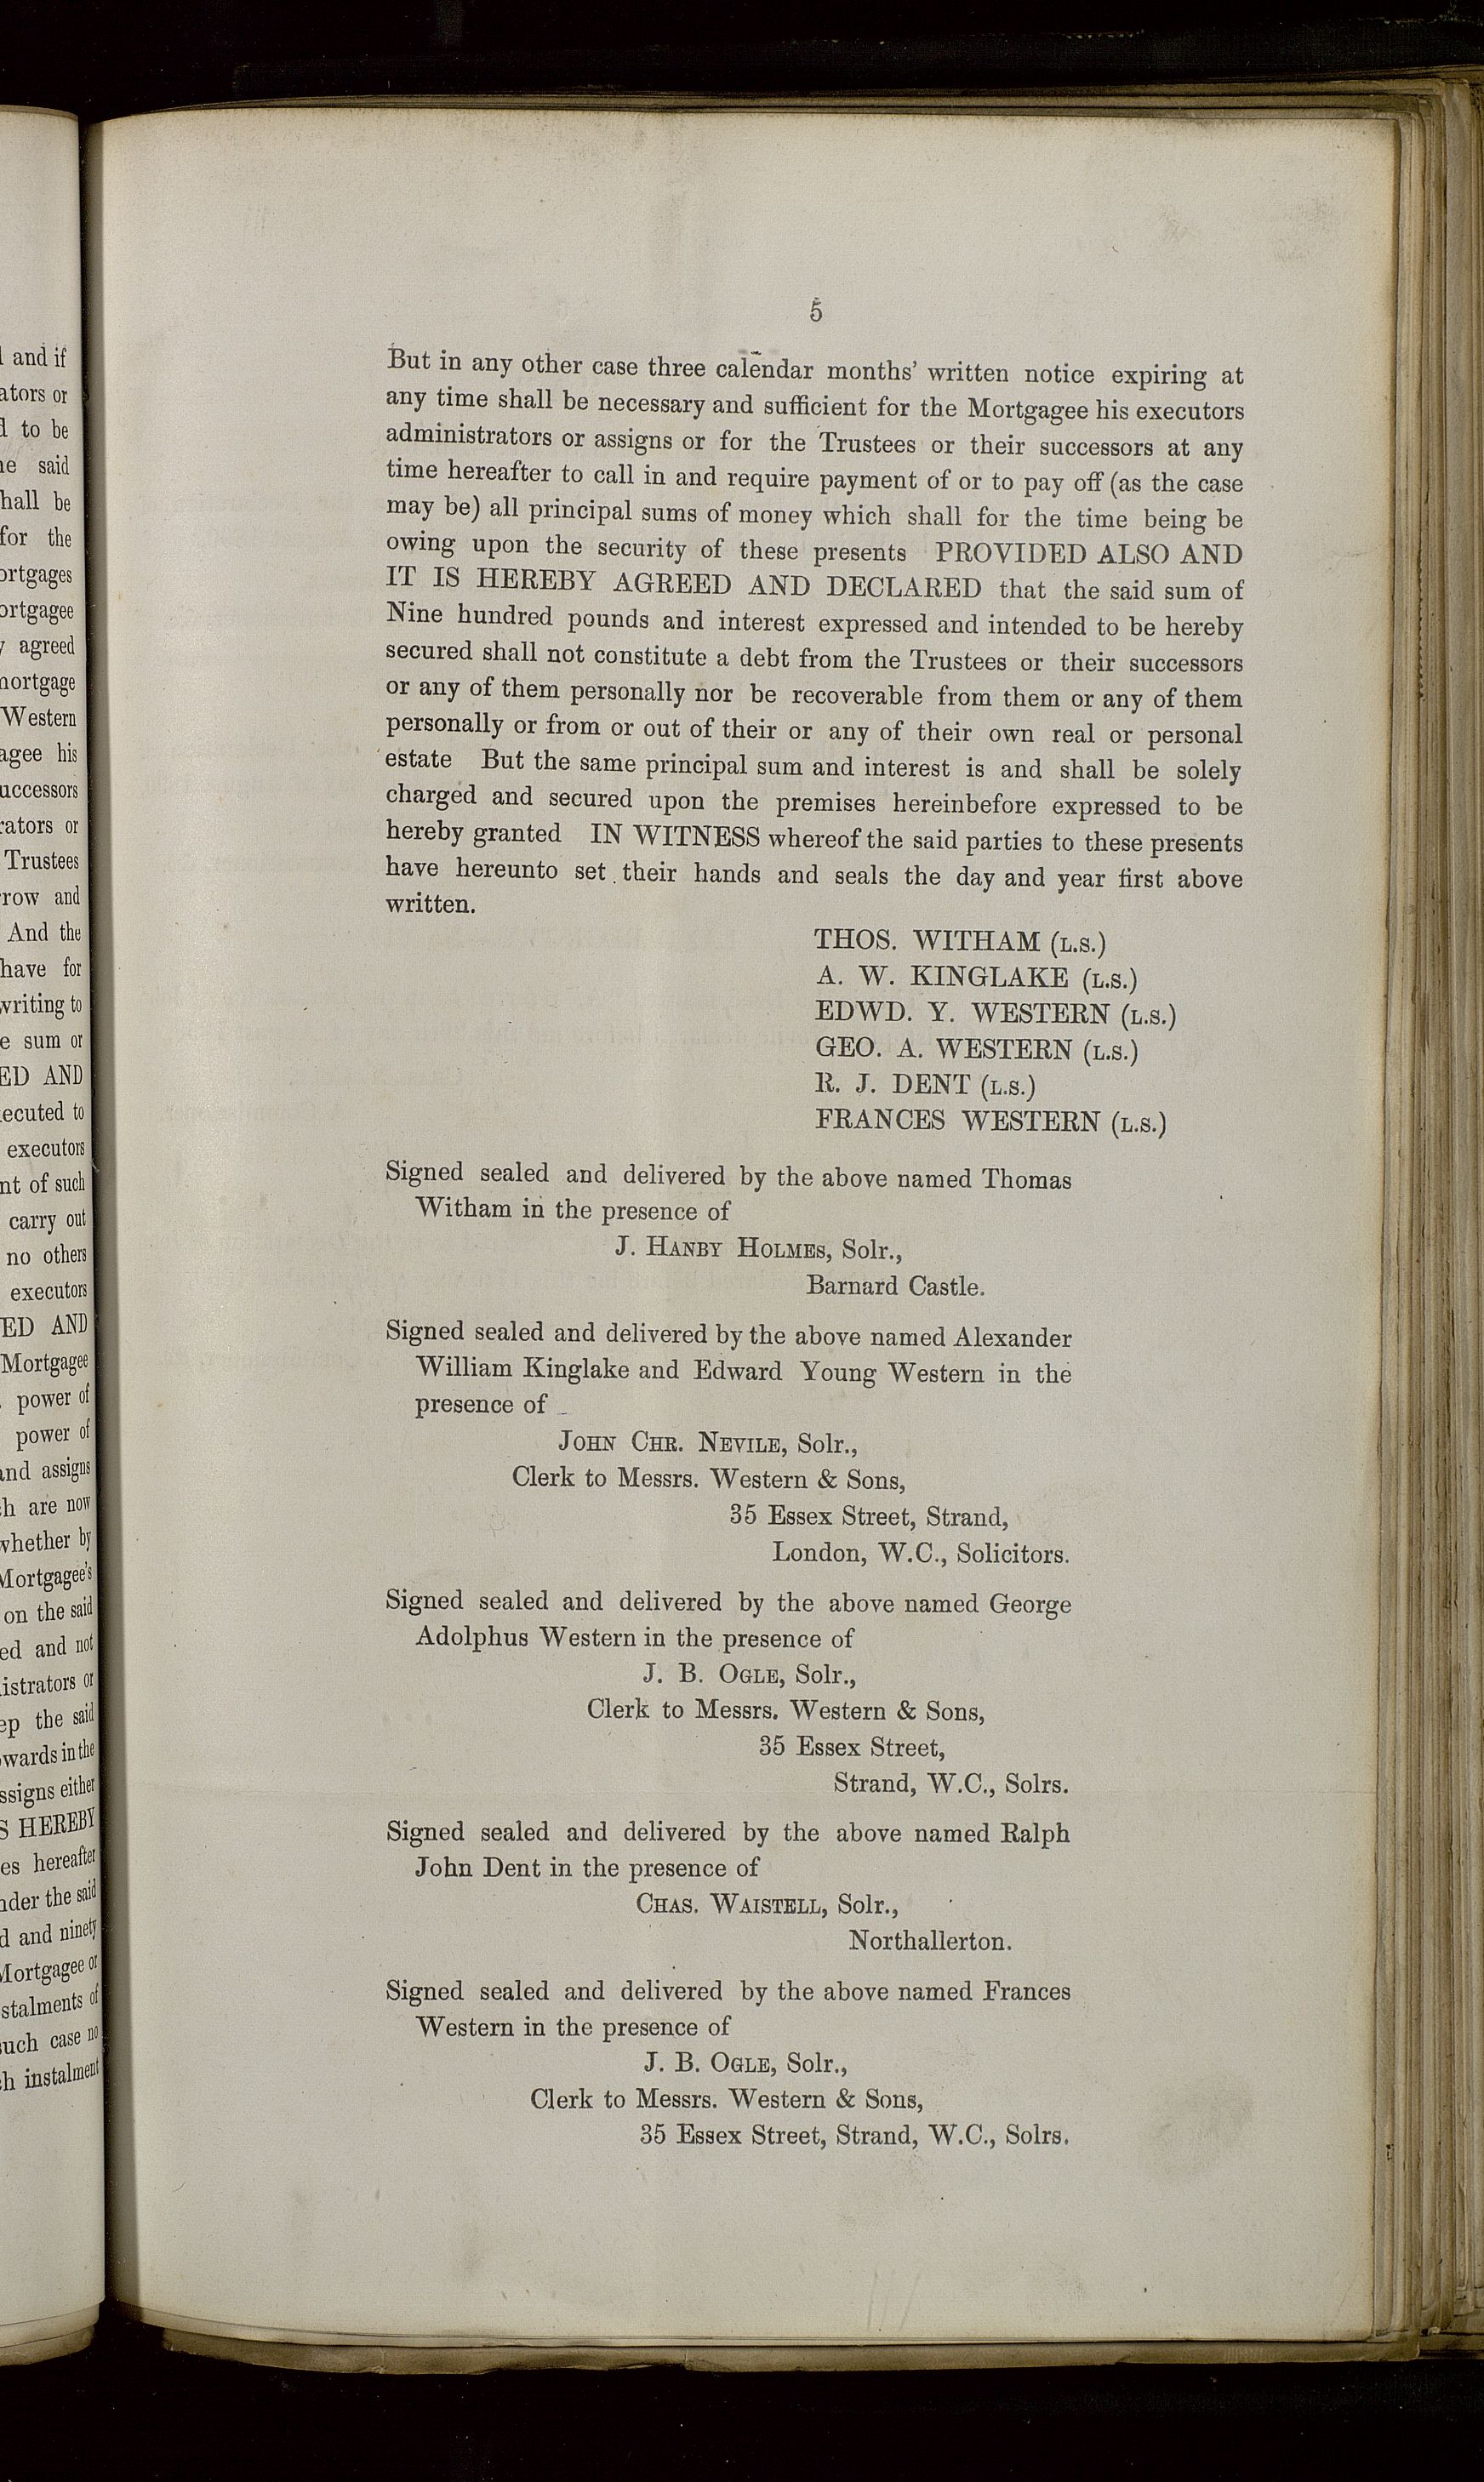 5
But in any other case three calendar months' written notice expiring at
any time shall be necessary and sufficient for the Mortgagee his executors
administrators or assigns or for the Trustees or their successors at any
time hereafter to call in and require payment of or to pay off (as the case
may be) all principal sums of money which shall for the time being be
owing upon the security of these presents PROVIDED ALSO AND
IT IS HEREBY AGREED AND DECLARED that the said sum of
Nine hundred pounds and interest expressed and intended to be hereby
secured shall not constitute a debt from the Trustees or their successors
or any of them personally nor be recoverable from them or any of them
personally or from or out of their or any of their own real or personal
estate But the same principal sum and interest is and shall be solely
charged and secured upon the premises hereinbefore expressed to be
hereby granted IN WITNESS whereof the said parties to these presents
have hereunto set their hands and seals the day and year first above
written.
THOS. WITHAM (L.S.)
A. W. KINGLAKE (L.S.)
EDWD. Y. WESTERN (L.S.)
GEO. A. WESTERN (L.S.)
R. J. DENT (L.S.)
FRANCES WESTERN (L.S.)
Signed sealed and delivered by the above named Thomas
Witham in the presence of
J. HANBY HOLMES, Solr.,
Barnard Castle.
Signed sealed and delivered by the above named Alexander
William Kinglake and Edward Young Western in the
presence of
JOHN CHR. NEVILE, Solr.,
Clerk to Messrs. Western & Sons,
35 Essex Street, Strand,
London, W.C., Solicitors.
Signed sealed and delivered by the above named George
Adolphus Western in the presence of
J. B. OGLE, Solr.,
Clerk to Messrs. Western & Sons,
35 Essex Street,
Strand, W.C., Solrs.
Signed sealed and delivered by the above named Ralph
John Dent in the presence of
CHAS. WAISTELL, Solr.,
Northallerton.
Signed sealed and delivered by the above named Frances
Western in the presence of
J. B. OGLE, Solr.,
Clerk to Messrs. Western & Sons,
35 Essex Street, Strand, W.C., Solrs.